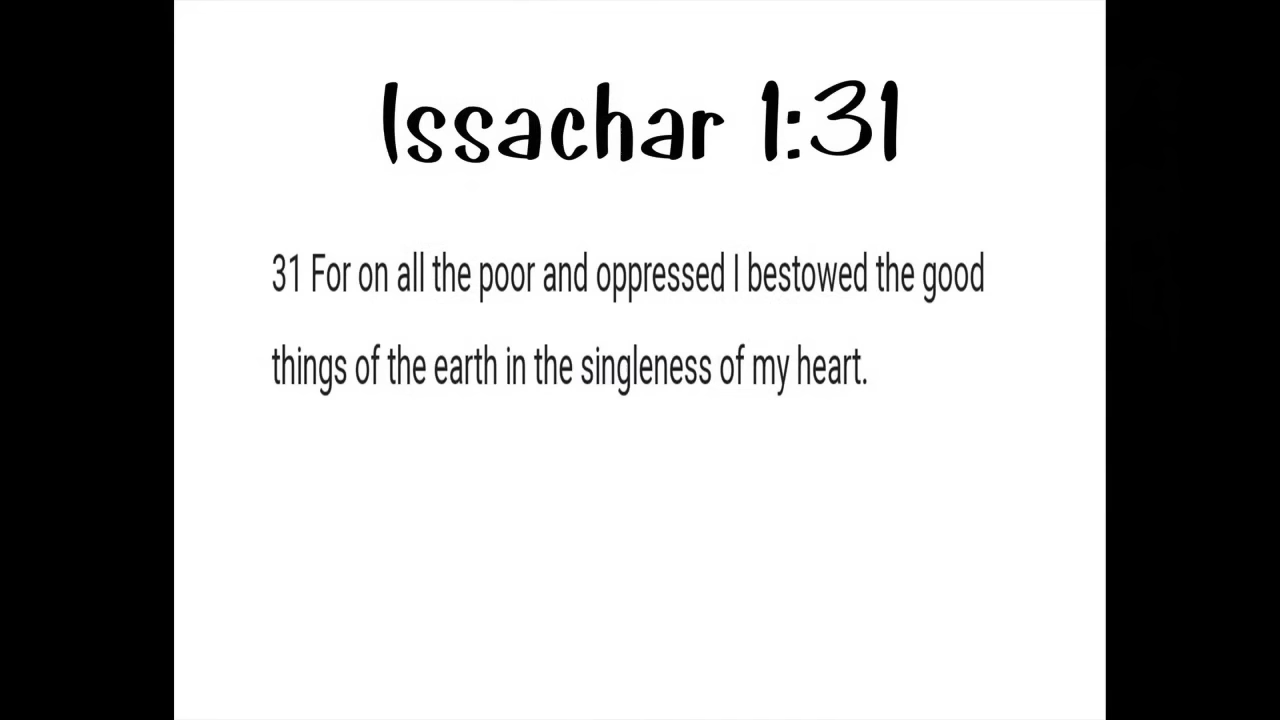 Issachar 1:31
31 For on all the poor and oppressed I bestowed the good
things of the earth in the singleness of my heart.